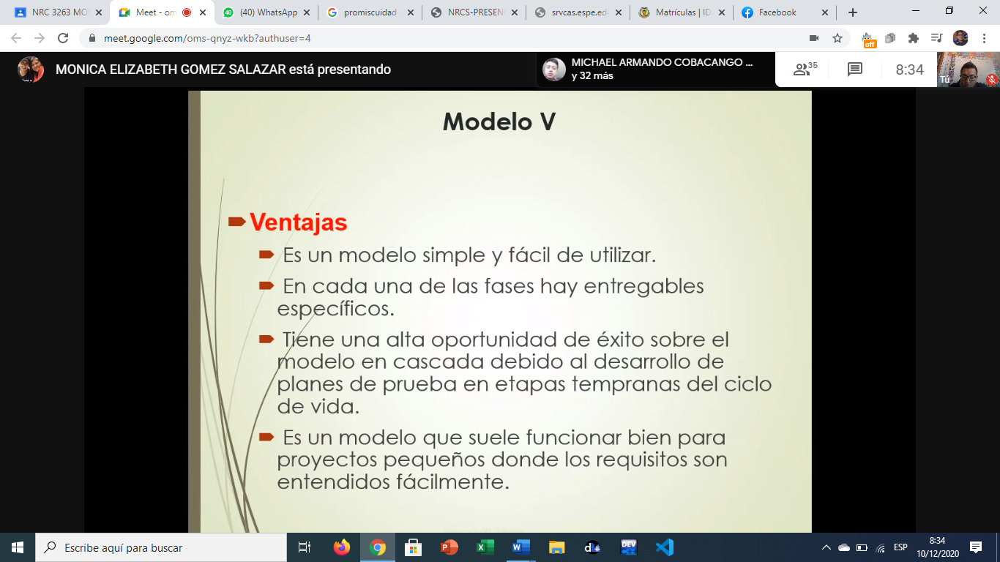 NRC 3263 MO
Meet - om
(40) WhatsApp
promiscuidad
NRCS-PRESEN
srvcas.espe.ed
Matrículas | ID
Facebook
meet.google.com/oms-qnyz-wkb?authuser=4
off
MONICA ELIZABETH GOMEZ SALAZAR está presentando
MICHAEL ARMANDO COBACANGO ...
y 32 más
35
8:34
Tú
Modelo V
Ventajas
Es un modelo simple y fácil de utilizar.
En cada una de las fases hay entregables
específicos.
Tiene una alta oportunidad de éxito sobre el
modelo en cascada debido al desarrollo de
planes de prueba en etapas tempranas del ciclo
de vida.
Es un modelo que suele funcionar bien para
proyectos pequeños donde los requisitos son
entendidos fácilmente.
Escribe aquí para buscar
DEV
ESP
8:34
10/12/2020